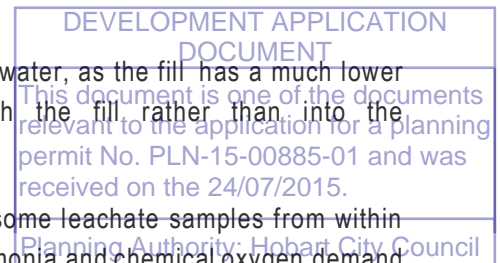 DEVELOPMENT APPLICATION
DOCUMENT
This document is one of the documents
relevant to the application for a planning
permit No. PLN-15-00885-01 and was
received on the 24/07/2015.
Planning Authority: Hobart City Council
water, as the fill has a much lower
h the fill rather than into the
some leachate samples from within
monia and chemical oxygen demand